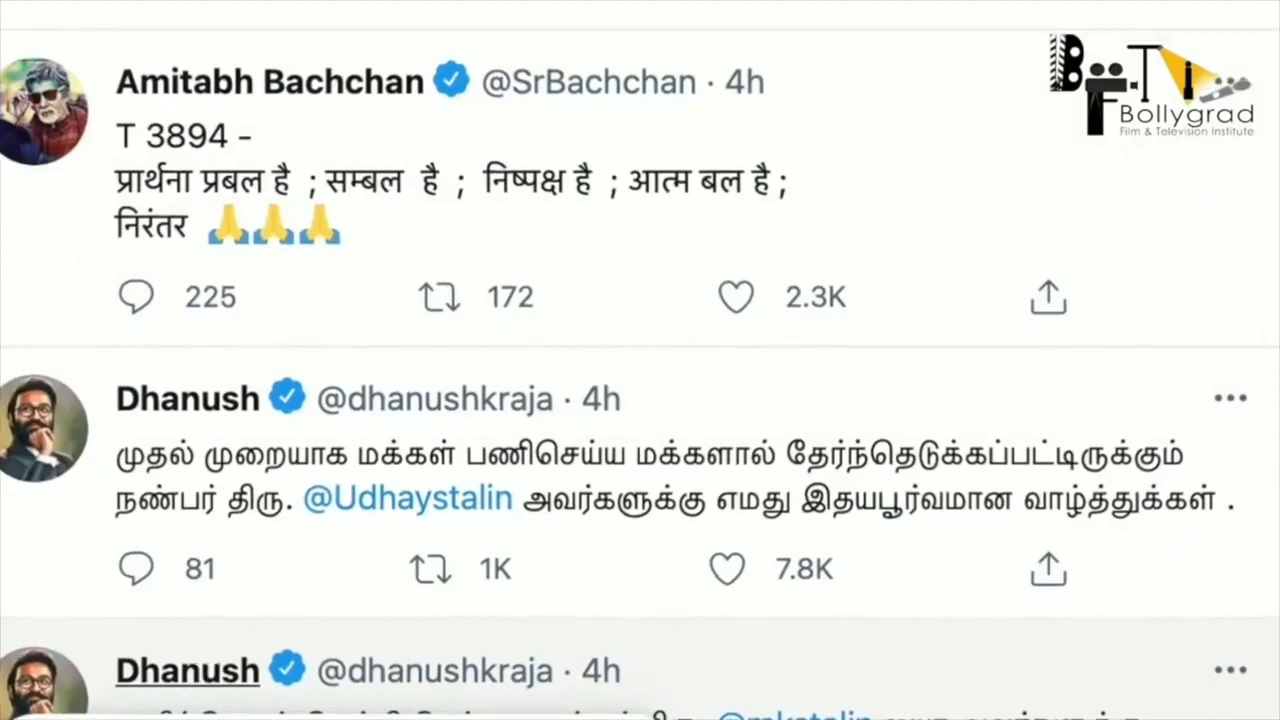 Amitabh Bachchan @SrBachchan · 4h
T 3894 -
प्रार्थना प्रबल है ; सम्बल है ; निष्पक्ष है ; आत्म बल है ;
निरंतर 🙏🙏🙏
225 172 2.3K
Dhanush @dhanushkraja · 4h
முதல் முறையாக மக்கள் பணிசெய்ய மக்களால் தேர்ந்தெடுக்கப்பட்டிருக்கும்
நண்பர் திரு. @Udhaystalin அவர்களுக்கு எமது இதயபூர்வமான வாழ்த்துக்கள் .
81 1K 7.8K
Dhanush @dhanushkraja · 4h
@mkstalin
BFTI
Bollygrad
Film & Television Institute